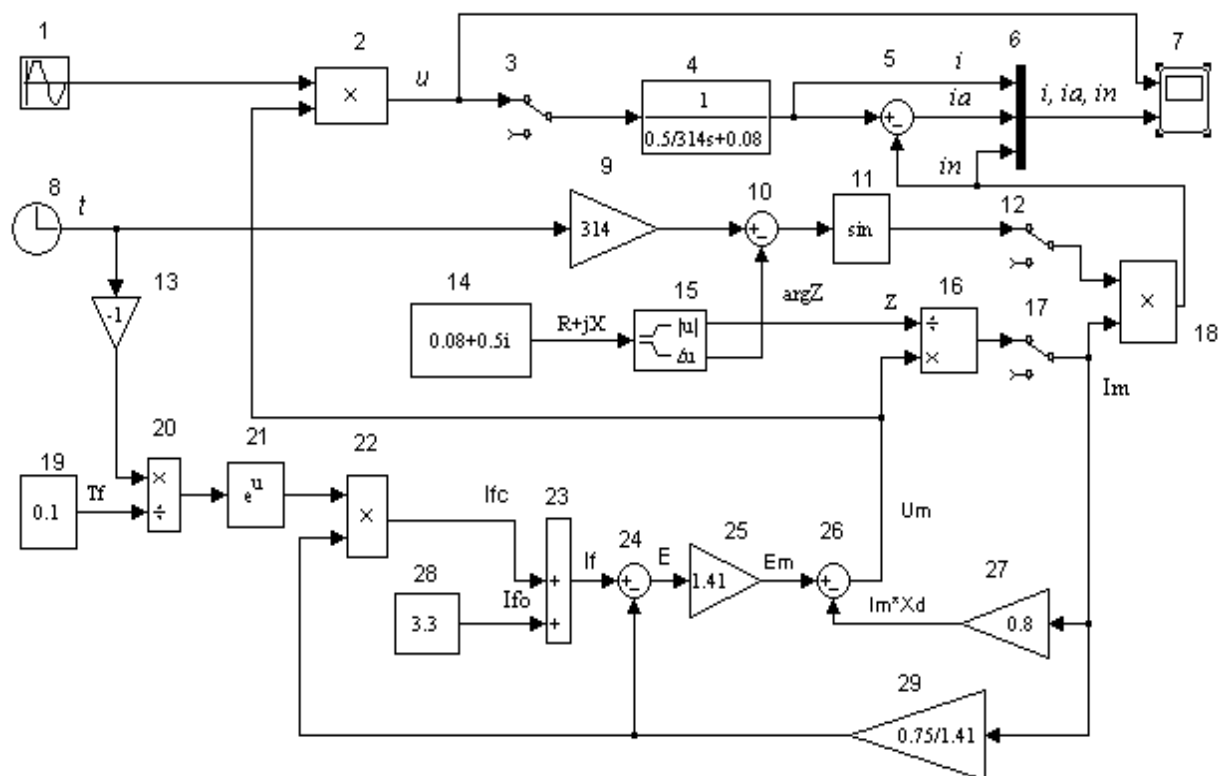 1
2
3
4
5
6
7
×
u
1
0.5/314s+0.08
+
−
i
ia
i, ia, in
in
8
t
9
314
10
+
−
11
sin
12
13
-1
14
0.08+0.5i
R+jX
15
|u|
∠u
argZ
Z
16
÷
×
17
Im
×
18
19
0.1
Tf
20
×
÷
21
e^u
22
×
Ifc
23
+
+
If
24
+
−
E
25
1.41
Em
26
+
−
Um
27
0.8
Im*Xd
28
3.3
Ifo
29
0.75/1.41